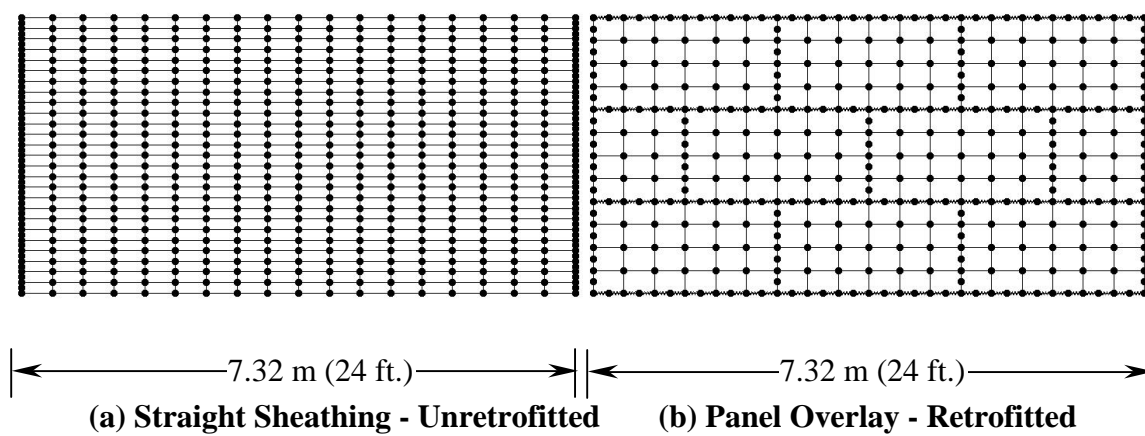 7.32 m (24 ft.) 7.32 m (24 ft.)
(a) Straight Sheathing - Unretrofitted (b) Panel Overlay - Retrofitted